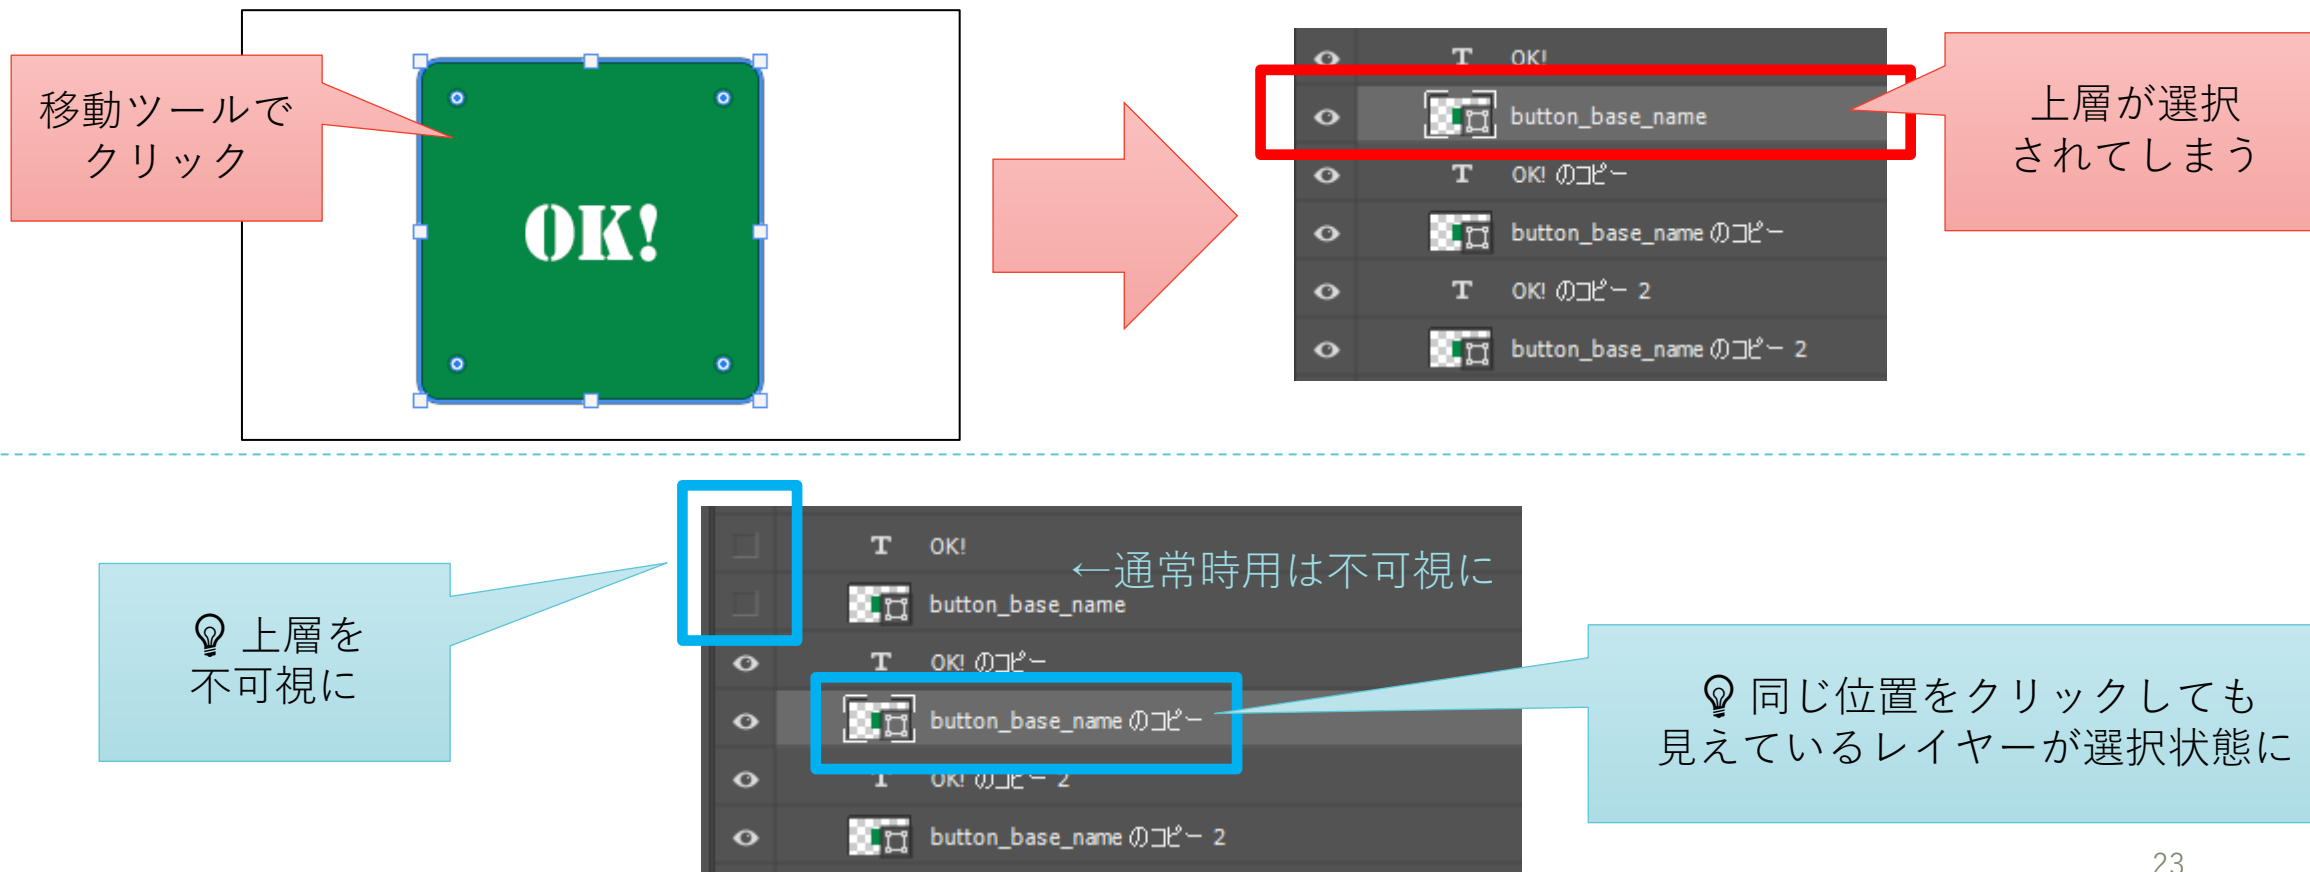 移動ツールで
クリック
OK!
OK!
button_base_name
OK! のコピー
button_base_name のコピー
OK! のコピー 2
button_base_name のコピー 2
上層が選択
されてしまう
上層を
不可視に
OK!
←通常時用は不可視に
button_base_name
OK! のコピー
button_base_name のコピー
OK! のコピー 2
button_base_name のコピー 2
同じ位置をクリックしても
見えているレイヤーが選択状態に
23